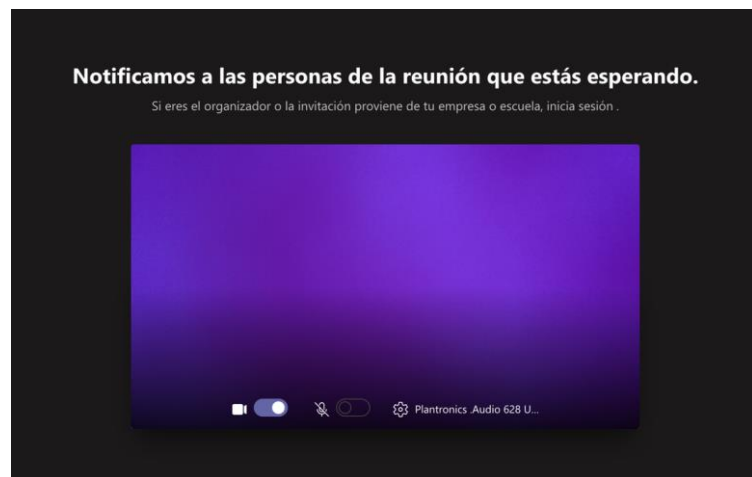 Notificamos a las personas de la reunión que estás esperando.
Si eres el organizador o la invitación proviene de tu empresa o escuela, inicia sesión .
Plantronics .Audio 628 U...